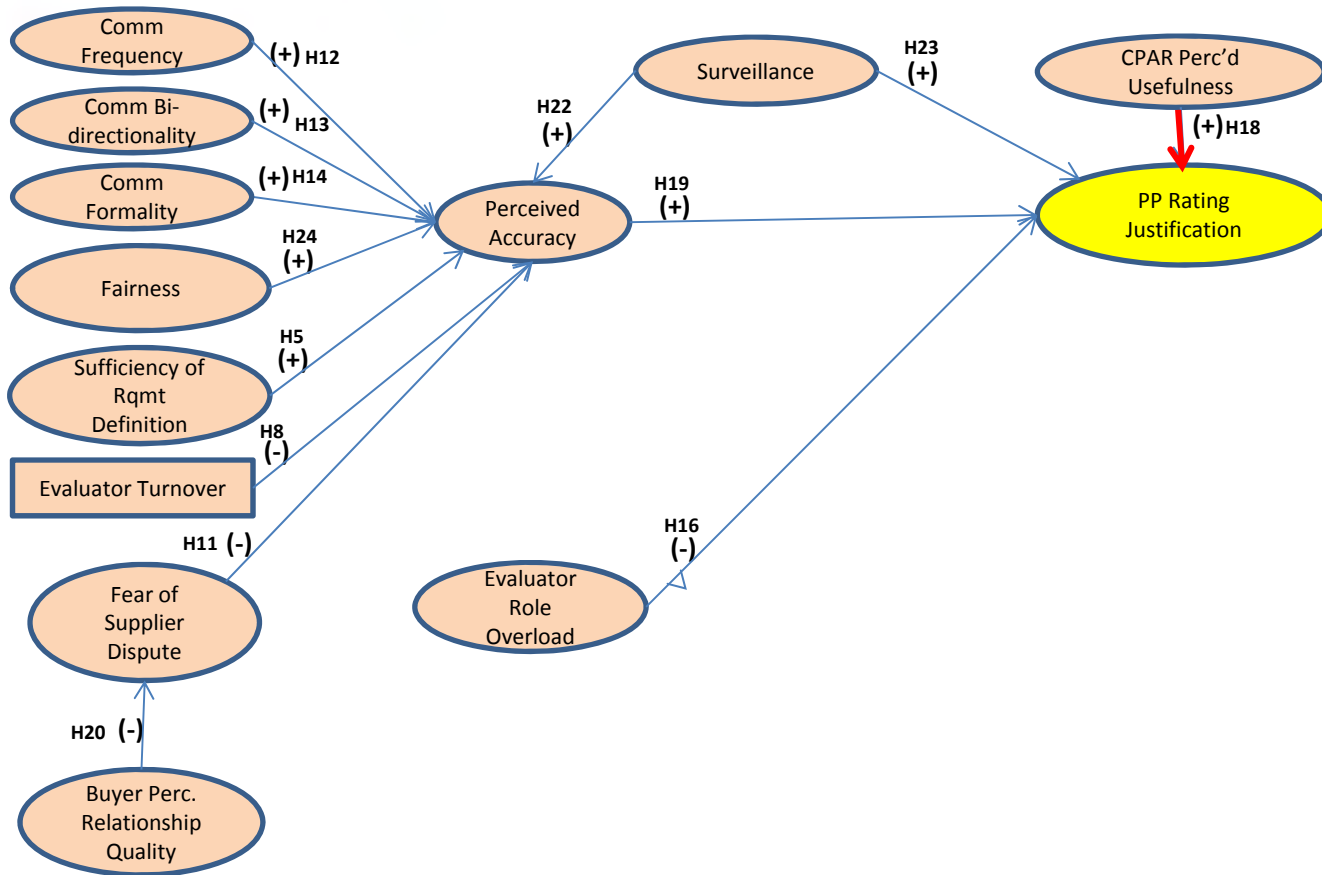 Comm
Frequency
(+) H12
Comm Bi-
directionality
(+)
H13
Comm
Formality
(+) H14
Fairness
H24
(+)
Sufficiency of
Rqmt
Definition
H5
(+)
Evaluator Turnover
H8
(-)
H11 (-)
Fear of
Supplier
Dispute
H20 (-)
Buyer Perc.
Relationship
Quality
Surveillance
H22
(+)
H23
(+)
Perceived
Accuracy
H19
(+)
CPAR Perc'd
Usefulness
(+) H18
PP Rating
Justification
H16
(-)
Evaluator
Role
Overload